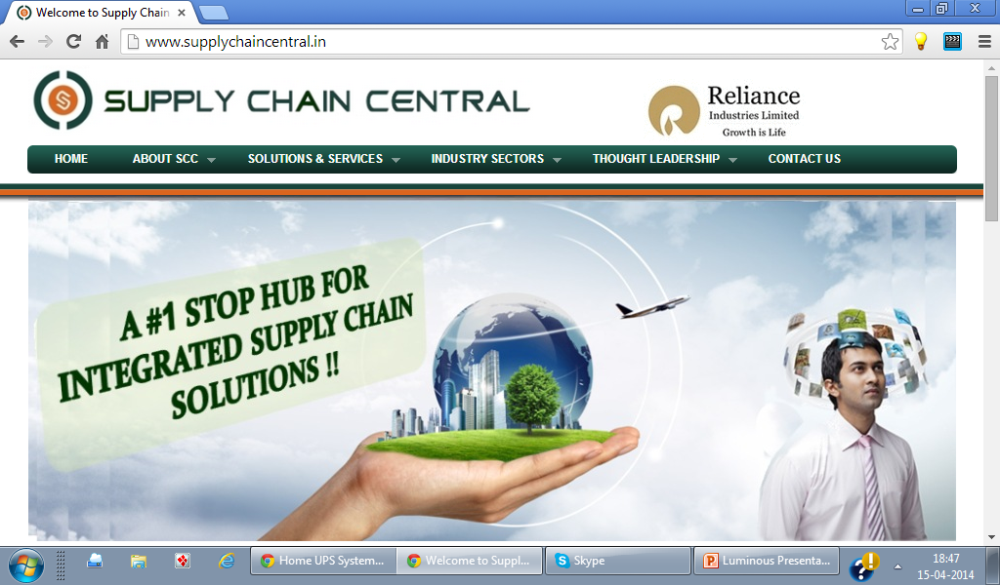 Welcome to Supply Chain
www.supplychaincentral.in
SUPPLY CHAIN CENTRAL
Reliance
Industries Limited
Growth is Life
HOME ABOUT SCC SOLUTIONS & SERVICES INDUSTRY SECTORS THOUGHT LEADERSHIP CONTACT US
A #1 STOP HUB FOR
INTEGRATED SUPPLY CHAIN
SOLUTIONS !!
Home UPS System... Welcome to Suppl... Skype Luminous Presenta... 18:47
15-04-2014